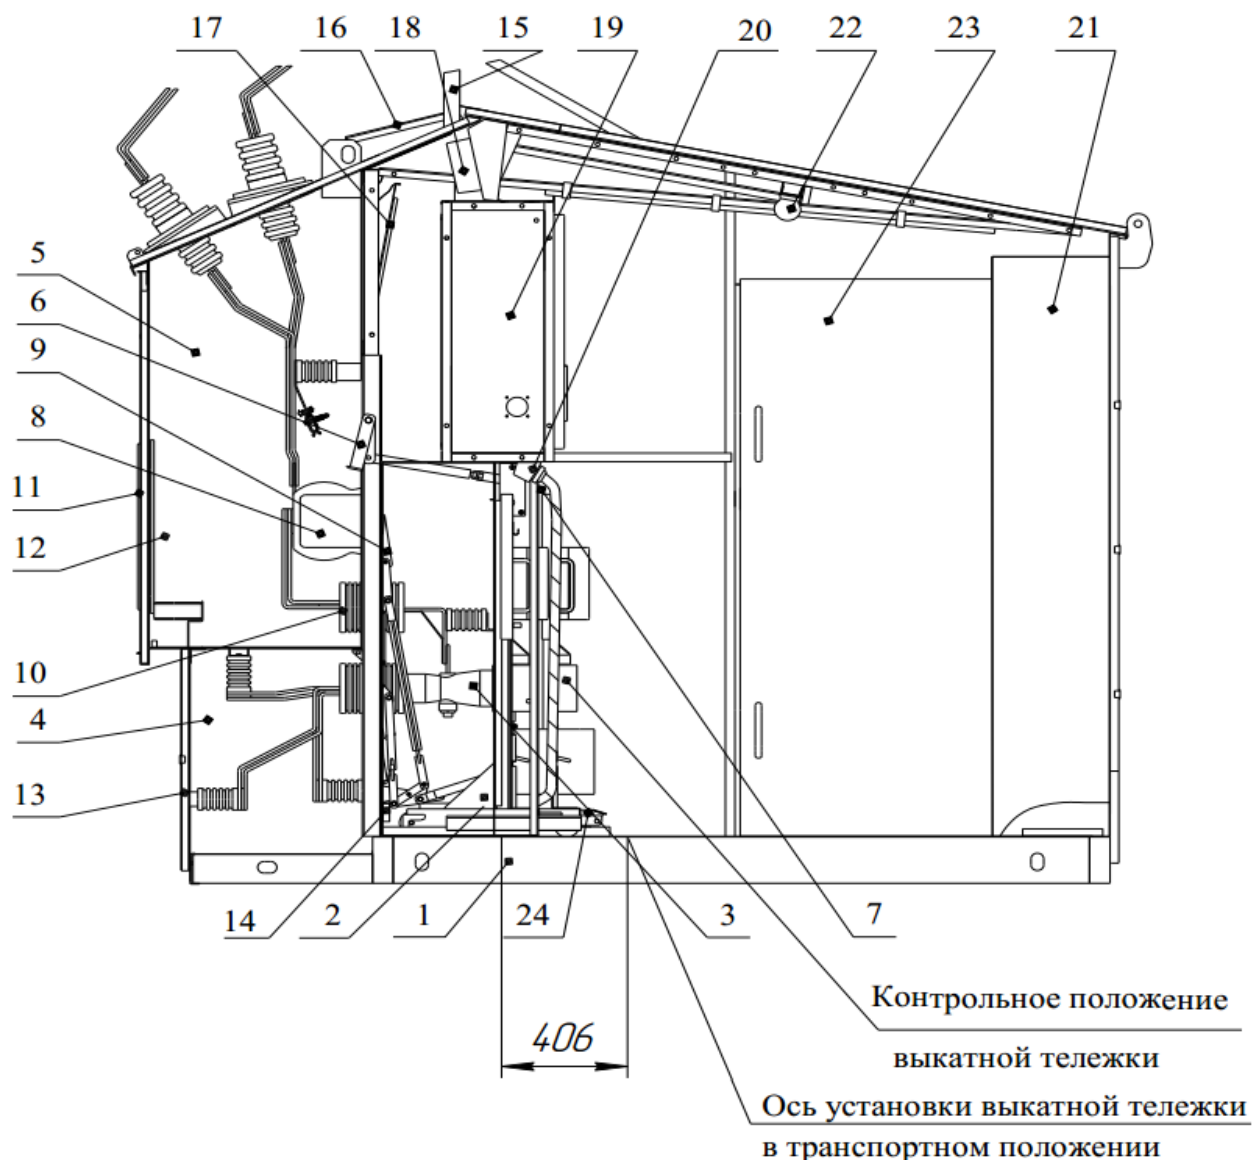 17 16 18 15 19 20 22 23 21
5
6
9
8
11
12
10
4
13
14 2 1 24 3 7
Контрольное положение
выкатной тележки
406
Ось установки выкатной тележки
в транспортном положении